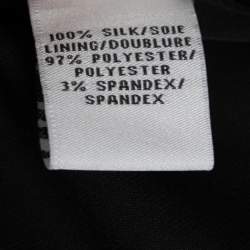 100% SILK/SOIE
LINING/DOUBLURE
97% POLYESTER/
POLYESTER
3% SPANDEX/
SPANDEX